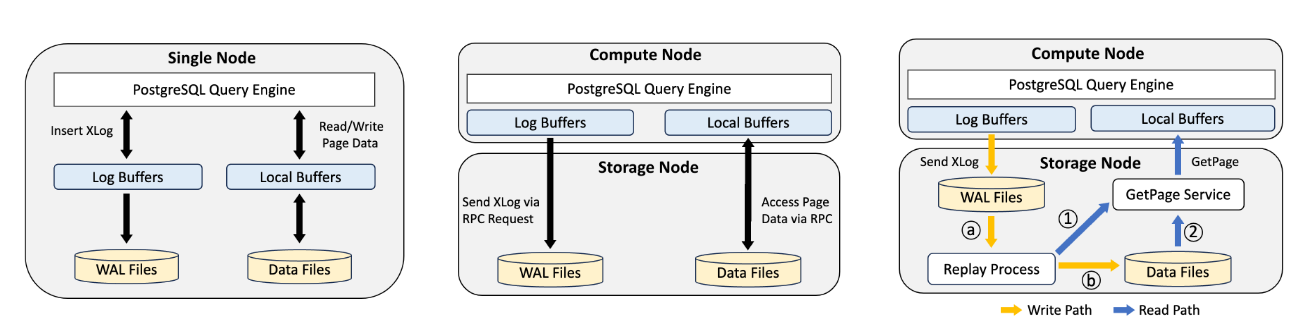 Single Node
PostgreSQL Query Engine
Insert XLog
Read/Write
Page Data
Log Buffers
Local Buffers
WAL Files
Data Files
Compute Node
PostgreSQL Query Engine
Log Buffers
Local Buffers
Storage Node
Send XLog via
RPC Request
Access Page
Data via RPC
WAL Files
Data Files
Compute Node
PostgreSQL Query Engine
Log Buffers
Local Buffers
Send XLog
Storage Node
GetPage
WAL Files
GetPage Service
ⓐ
①
②
Replay Process
ⓑ
Data Files
Write Path
Read Path